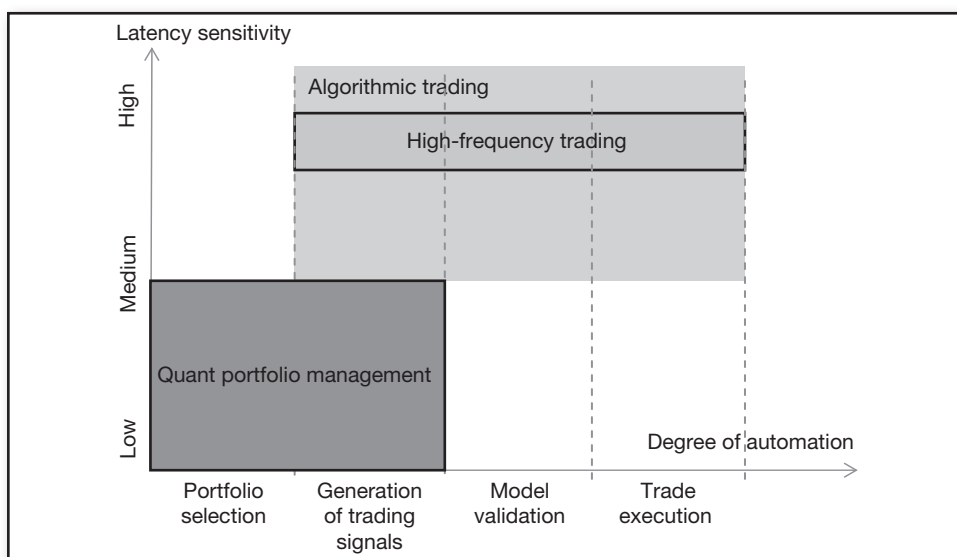 Latency sensitivity
High
Medium
Low
Algorithmic trading
High-frequency trading
Quant portfolio management
Degree of automation
Portfolio
selection
Generation
of trading
signals
Model
validation
Trade
execution